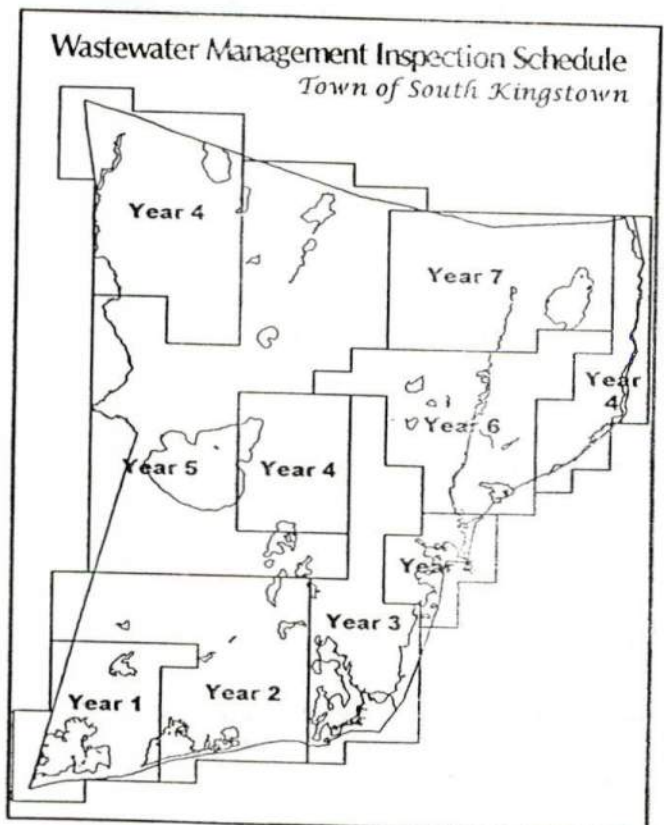 Wastewater Management Inspection Schedule
Town of South Kingstown
Year 4
Year 7
Year
4
Year 6
Year 5
Year 4
Year
Year 3
Year 2
Year 1